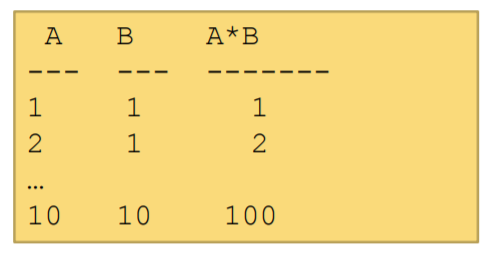 A B A*B
--- --- -------
1 1 1
2 1 2
…
10 10 100